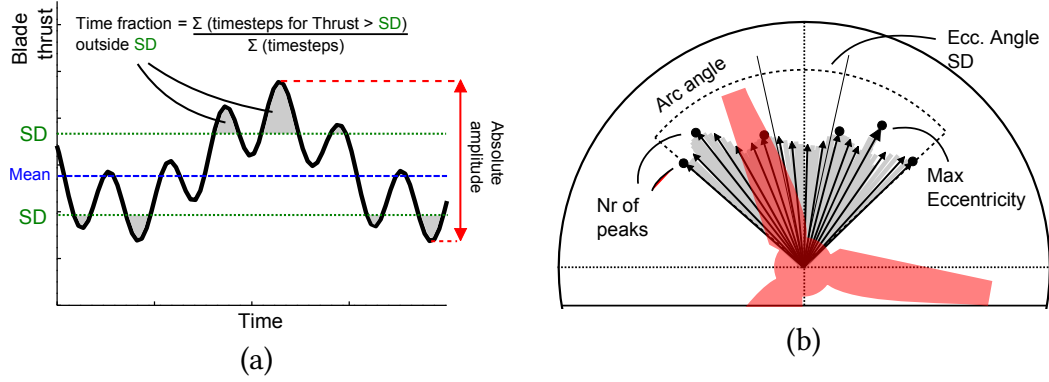 Blade
thrust
Time fraction = Σ (timesteps for Thrust > SD)
outside SD
Σ (timesteps)
SD
Mean
SD
Absolute
amplitude
Time
(a)
Ecc. Angle
SD
Arc angle
Max
Eccentricity
Nr of
peaks
(b)